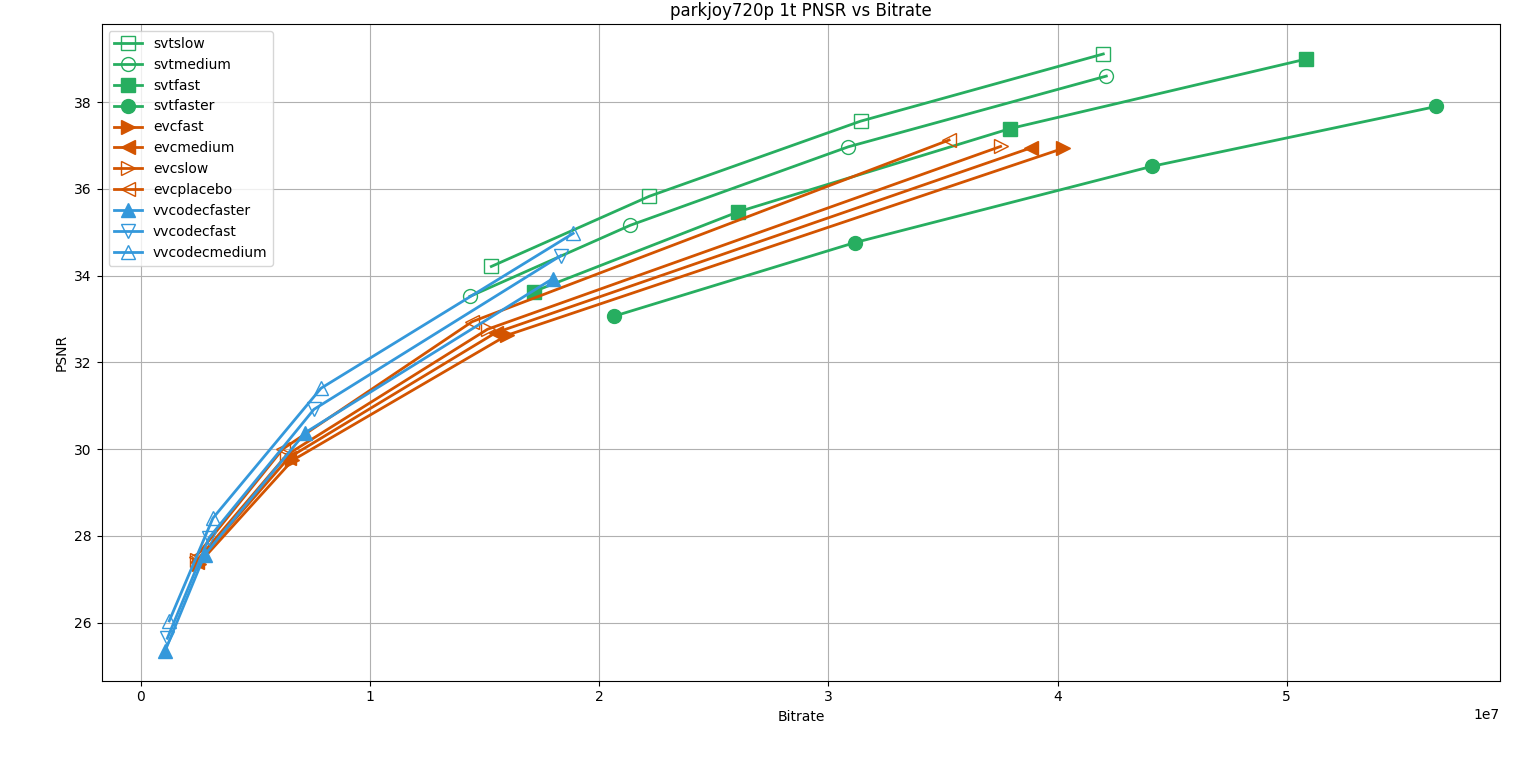 parkjoy720p 1t PNSR vs Bitrate
svtslow
svtmedium
svtfast
svtfaster
evcfast
evcmedium
evcslow
evcplacebo
vvcodecfaster
vvcodecfast
vvcodecmedium
38
36
34
32
30
28
26
PSNR
0 1 2 3 4 5
1e7
Bitrate